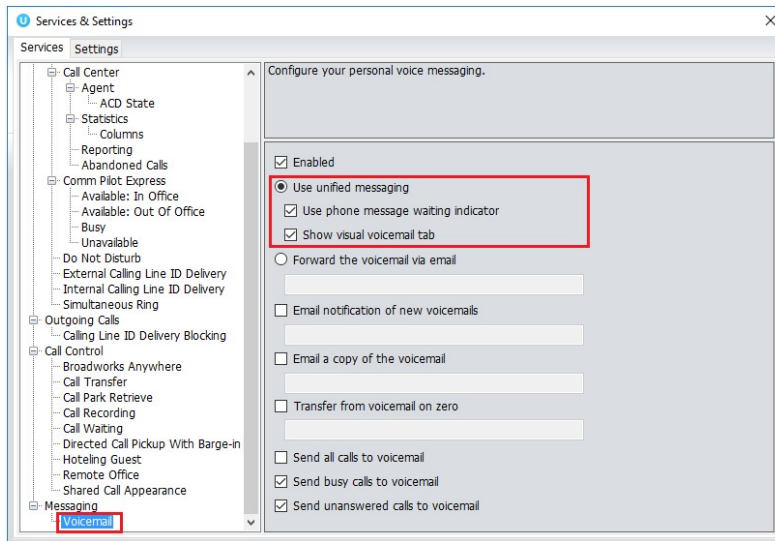 Services & Settings
Services Settings
Call Center
Agent
ACD State
Statistics
Columns
Reporting
Abandoned Calls
Comm Pilot Express
Available: In Office
Available: Out Of Office
Busy
Unavailable
Do Not Disturb
External Calling Line ID Delivery
Internal Calling Line ID Delivery
Simultaneous Ring
Outgoing Calls
Calling Line ID Delivery Blocking
Call Control
Broadworks Anywhere
Call Transfer
Call Park Retrieve
Call Recording
Call Waiting
Directed Call Pickup With Barge-in
Hoteling Guest
Remote Office
Shared Call Appearance
Messaging
Voicemail
Configure your personal voice messaging.
Enabled
Use unified messaging
Use phone message waiting indicator
Show visual voicemail tab
Forward the voicemail via email
Email notification of new voicemails
Email a copy of the voicemail
Transfer from voicemail on zero
Send all calls to voicemail
Send busy calls to voicemail
Send unanswered calls to voicemail